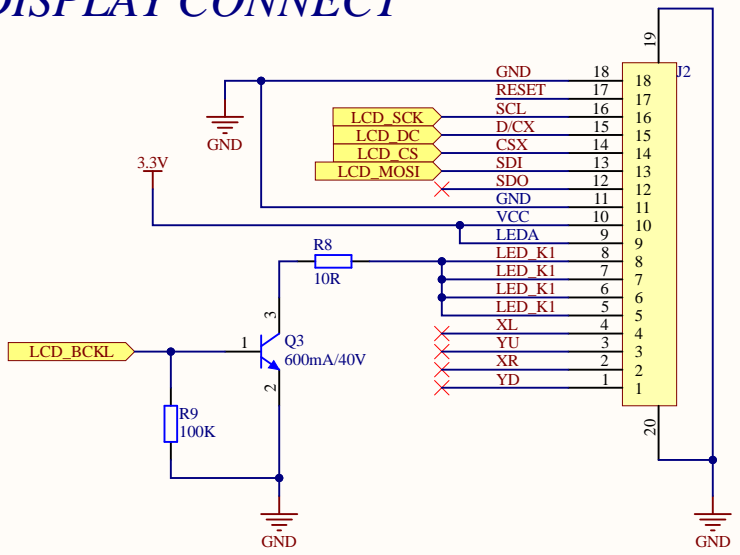 DISPLAY CONNECT
19
J2
GND 18 18
RESET 17 17
LCD_SCK SCL 16 16
LCD_DC D/CX 15 15
LCD_CS CSX 14 14
LCD_MOSI SDI 13 13
SDO 12 12
GND 11 11
VCC 10 10
LEDA 9 9
LED_K1 8 8
LED_K1 7 7
LED_K1 6 6
LED_K1 5 5
XL 4 4
YU 3 3
XR 2 2
YD 1 1
20
GND
3.3V
R8
10R
3
LCD_BCKL
1
Q3
600mA/40V
2
R9
100K
GND
GND